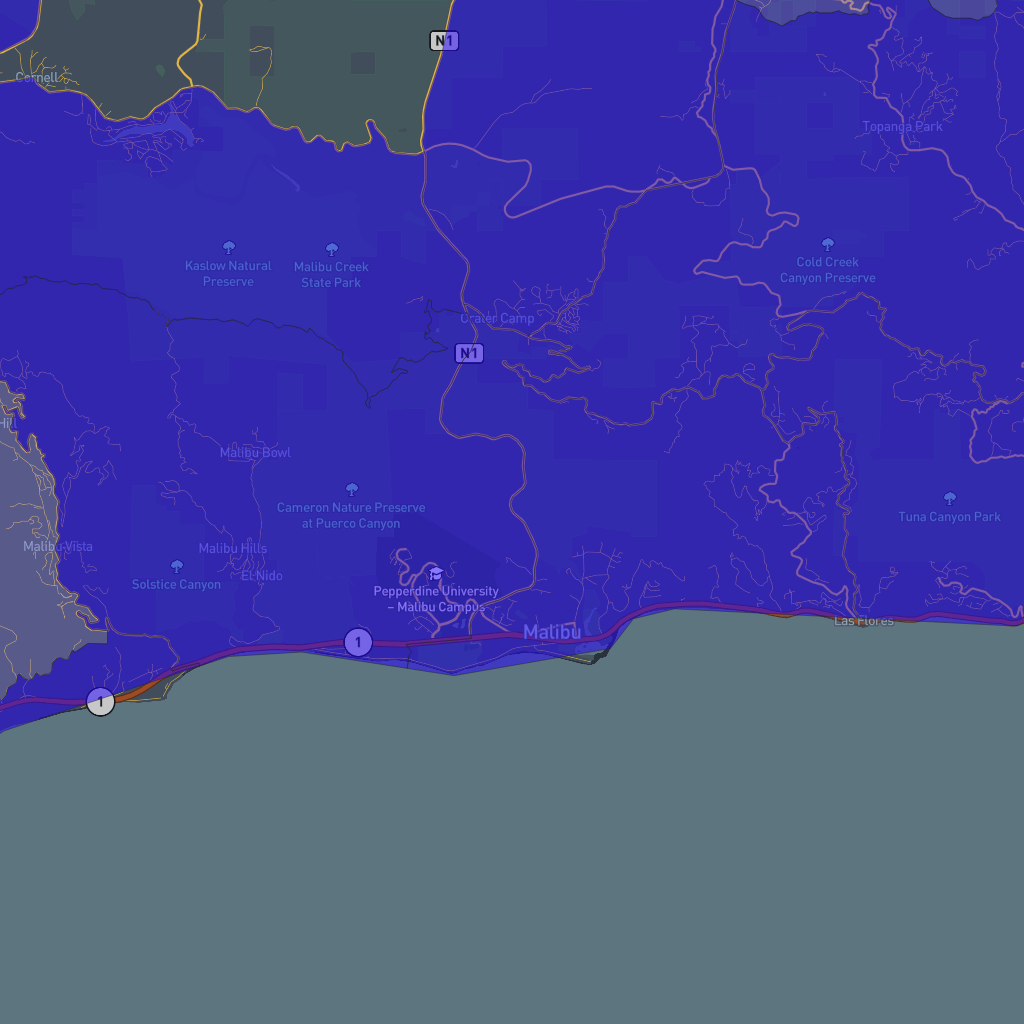 N1
Cornell
Topanga Park
Kaslow Natural
Preserve
Malibu Creek
State Park
Cold Creek
Canyon Preserve
Crater Camp
N1
Hill
Malibu Bowl
Cameron Nature Preserve
at Puerco Canyon
Tuna Canyon Park
Malibu Vista
Malibu Hills
El Nido
Solstice Canyon
Pepperdine University
– Malibu Campus
Las Flores
Malibu
1
1